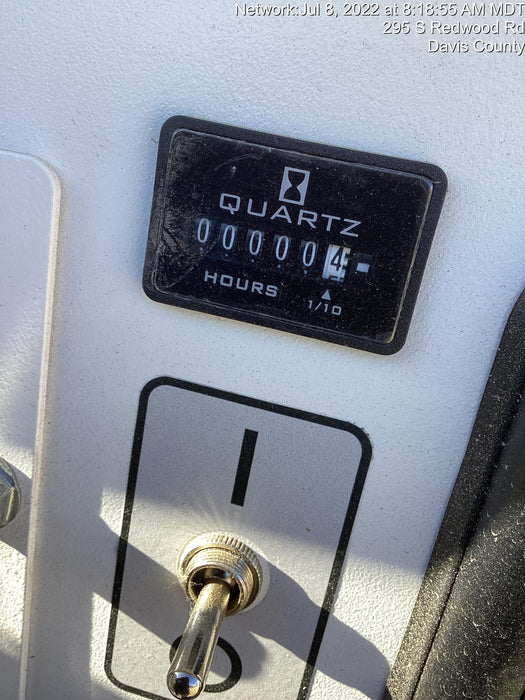 Network:Jul 8, 2022 at 8:18:55 AM MDT
295 S Redwood Rd
Davis County
QUARTZ
000004
HOURS
1/10